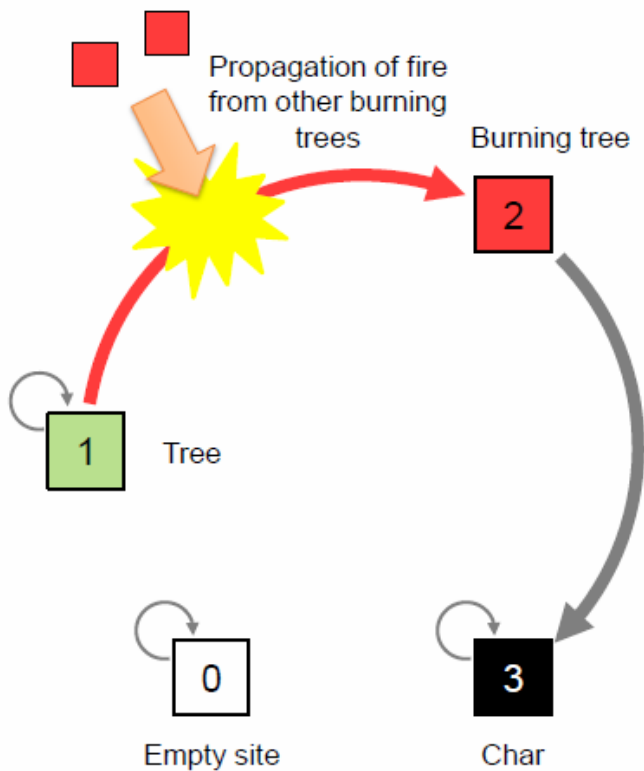 Propagation of fire
from other burning
trees
Burning tree
2
1
Tree
0
3
Empty site
Char